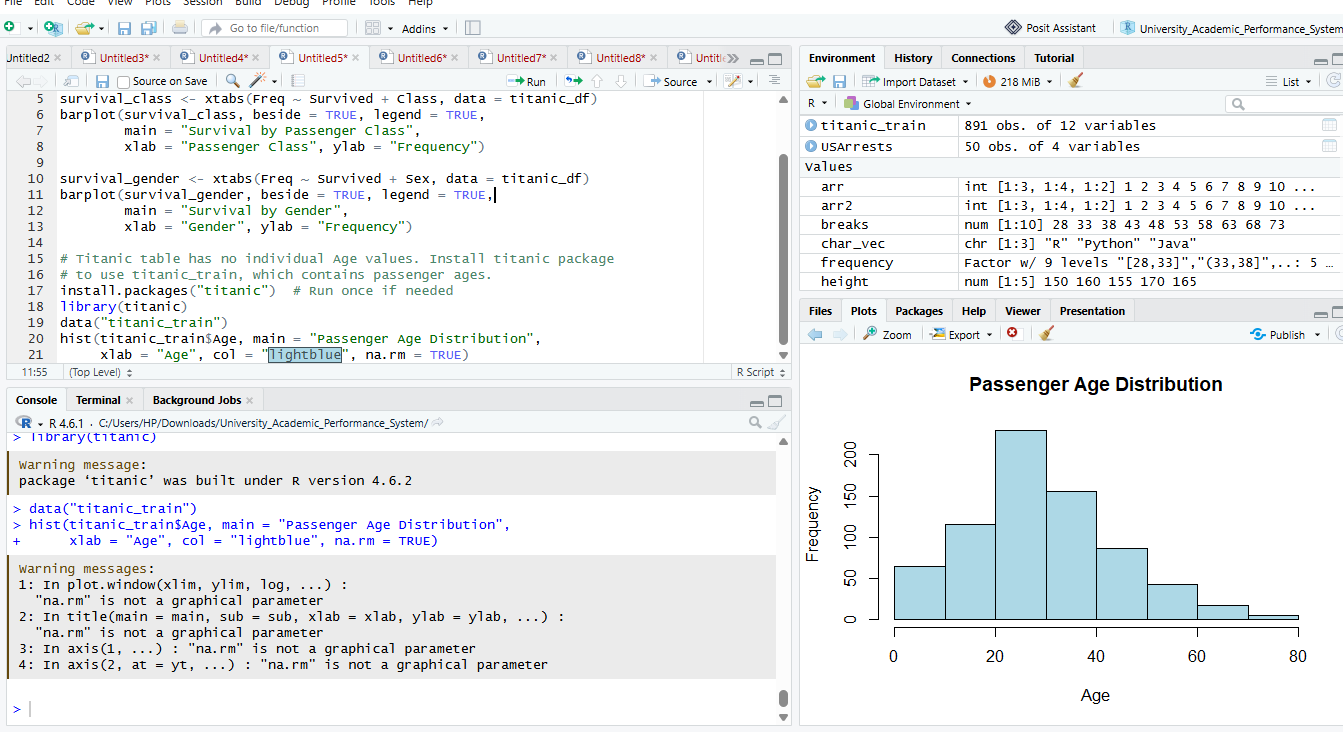 File Edit Code View Plots Session Build Debug Profile Tools Help
Go to file/function
Addins
Posit Assistant
University_Academic_Performance_System
Untitled2
Untitled3*
Untitled4*
Untitled5*
Untitled6*
Untitled7*
Untitled8*
Source on Save
Run
Source
5 survival_class <- xtabs(Freq ~ Survived + Class, data = titanic_df)
6 barplot(survival_class, beside = TRUE, legend = TRUE,
7 main = "Survival by Passenger Class",
8 xlab = "Passenger Class", ylab = "Frequency")
9
10 survival_gender <- xtabs(Freq ~ Survived + Sex, data = titanic_df)
11 barplot(survival_gender, beside = TRUE, legend = TRUE,
12 main = "Survival by Gender",
13 xlab = "Gender", ylab = "Frequency")
14
15 # Titanic table has no individual Age values. Install titanic package
16 # to use titanic_train, which contains passenger ages.
17 install.packages("titanic")  # Run once if needed
18 library(titanic)
19 data("titanic_train")
20 hist(titanic_train$Age, main = "Passenger Age Distribution",
21 xlab = "Age", col = "lightblue", na.rm = TRUE)
11:55 (Top Level) R Script
Console Terminal Background Jobs
R 4.6.1 · C:/Users/HP/Downloads/University_Academic_Performance_System/
> library(titanic)
Warning message:
package ‘titanic’ was built under R version 4.6.2
> data("titanic_train")
> hist(titanic_train$Age, main = "Passenger Age Distribution",
+ xlab = "Age", col = "lightblue", na.rm = TRUE)
Warning messages:
1: In plot.window(xlim, ylim, log, ...) :
"na.rm" is not a graphical parameter
2: In title(main = main, sub = sub, xlab = xlab, ylab = ylab, ...) :
"na.rm" is not a graphical parameter
3: In axis(1, ...) : "na.rm" is not a graphical parameter
4: In axis(2, at = yt, ...) : "na.rm" is not a graphical parameter
>
Environment History Connections Tutorial
Import Dataset 218 MiB List
R Global Environment
titanic_train 891 obs. of 12 variables
USArrests 50 obs. of 4 variables
Values
arr int [1:3, 1:4, 1:2] 1 2 3 4 5 6 7 8 9 10 ...
arr2 int [1:3, 1:4, 1:2] 1 2 3 4 5 6 7 8 9 10 ...
breaks num [1:10] 28 33 38 43 48 53 58 63 68 73
char_vec chr [1:3] "R" "Python" "Java"
frequency Factor w/ 9 levels "[28,33]","(33,38]",..: 5 …
height num [1:5] 150 160 155 170 165
Files Plots Packages Help Viewer Presentation
Zoom Export Publish
Passenger Age Distribution
Frequency
200
150
100
50
0
0 20 40 60 80
Age